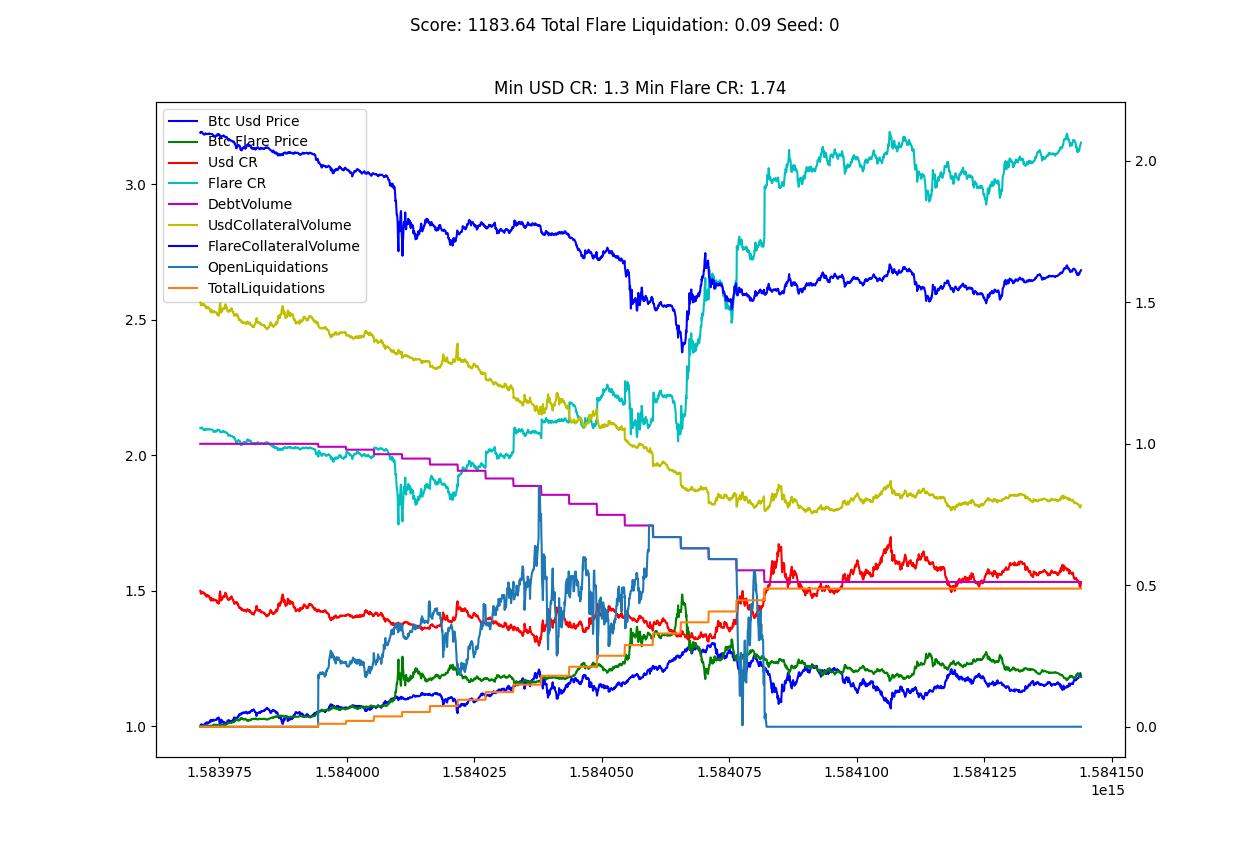 Score: 1183.64 Total Flare Liquidation: 0.09 Seed: 0
Min USD CR: 1.3 Min Flare CR: 1.74
Btc Usd Price
Btc Flare Price
Usd CR
Flare CR
DebtVolume
UsdCollateralVolume
FlareCollateralVolume
OpenLiquidations
TotalLiquidations
3.0
2.5
2.0
1.5
1.0
2.0
1.5
1.0
0.5
0.0
1.583975 1.584000 1.584025 1.584050 1.584075 1.584100 1.584125 1.584150
1e15